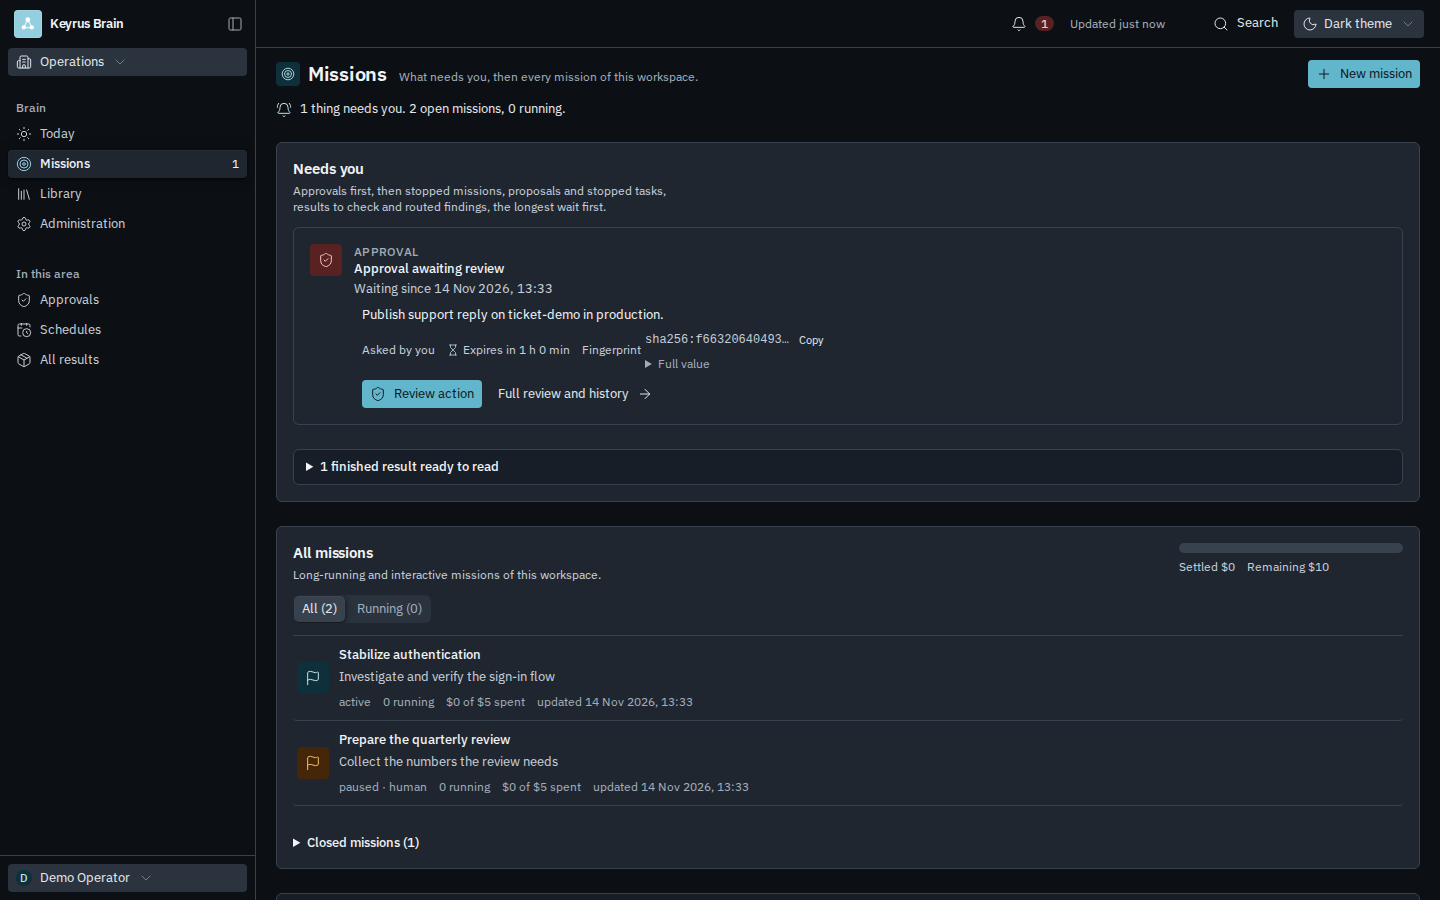 Keyrus Brain
1
Updated just now
Search
Dark theme
Operations
Brain
Today
Missions
1
Library
Administration
In this area
Approvals
Schedules
All results
D
Demo Operator
Missions
What needs you, then every mission of this workspace.
New mission
1 thing needs you. 2 open missions, 0 running.
Needs you
Approvals first, then stopped missions, proposals and stopped tasks,
results to check and routed findings, the longest wait first.
APPROVAL
Approval awaiting review
Waiting since 14 Nov 2026, 13:33
Publish support reply on ticket-demo in production.
Asked by you Expires in 1 h 0 min Fingerprint sha256:f66320640493… Copy
Full value
Review action
Full review and history
1 finished result ready to read
All missions
Long-running and interactive missions of this workspace.
Settled $0 Remaining $10
All (2)
Running (0)
Stabilize authentication
Investigate and verify the sign-in flow
active 0 running $0 of $5 spent updated 14 Nov 2026, 13:33
Prepare the quarterly review
Collect the numbers the review needs
paused · human 0 running $0 of $5 spent updated 14 Nov 2026, 13:33
Closed missions (1)